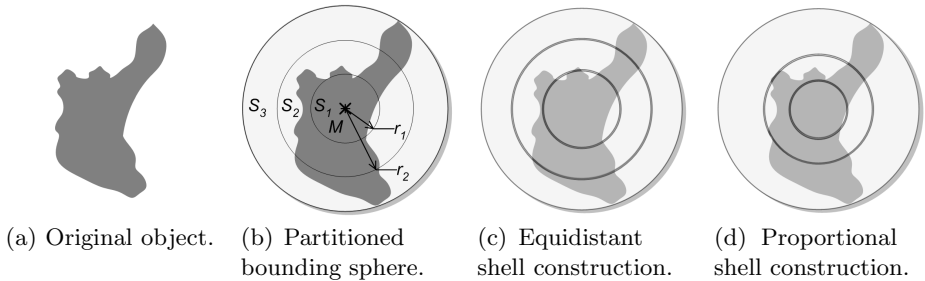 S3 S2 S1
M
r1
r2
(a) Original object.
(b) Partitioned
bounding sphere.
(c) Equidistant
shell construction.
(d) Proportional
shell construction.